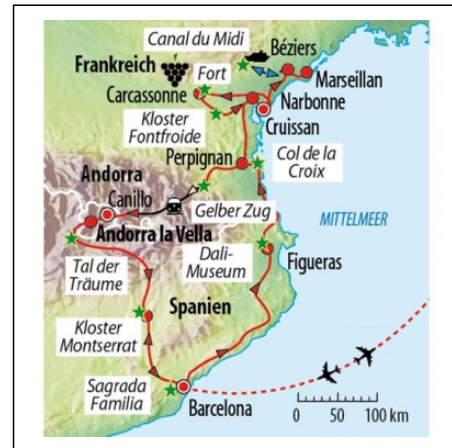 Canal du Midi
Béziers
Frankreich
Fort
Marseillan
Carcassonne
Narbonne
Kloster
Fontfroide
Cruissan
Perpignan
Col de la
Croix
Andorra
Canillo
Gelber Zug
MITTELMEER
Andorra la Vella
Dali-
Museum
Tal der
Träume
Figueras
Spanien
Kloster
Montserrat
Sagrada
Familia
Barcelona
0 50 100 km